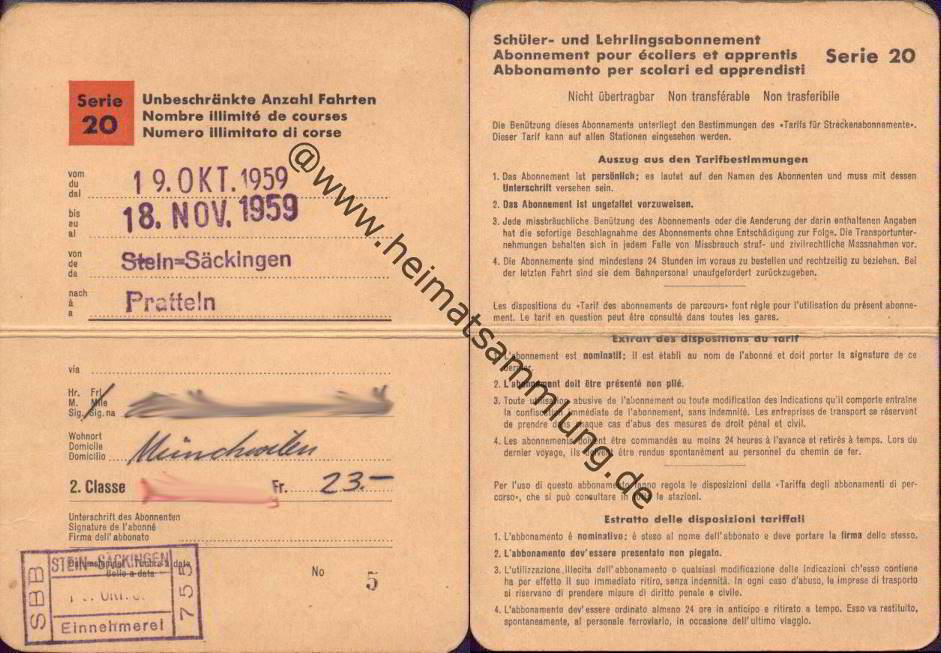 Serie
20
Unbeschränkte Anzahl Fahrten
Nombre illimité de courses
Numero illimitato di corse
vom
du
dal
19. OKT. 1959
bis
au
al
18. NOV. 1959
von
de
da
Stein=Säckingen
nach
à
a
Pratteln
via
Hr. Frl.
M. Mlle
Sig. Sig.na
Wohnort
Domicile
Domicilio
Münchwilen
2. Classe
Fr. 23.-
Unterschrift des Abonnenten
Signature de l'abonné
Firma dell'abbonato
SBB
STEIN-SÄCKINGEN
Einnehmerei
755
No 5
Schüler- und Lehrlingsabonnement
Abonnement pour écoliers et apprentis
Abbonamento per scolari ed apprendisti
Serie 20
Nicht übertragbar Non transférable Non trasferibile
Die Benützung dieses Abonnements unterliegt den Bestimmungen des «Tarifs für Streckenabonnemente».
Dieser Tarif kann auf allen Stationen eingesehen werden.
Auszug aus den Tarifbestimmungen
1. Das Abonnement ist persönlich; es lautet auf den Namen des Abonnenten und muss mit dessen
Unterschrift versehen sein.
2. Das Abonnement ist ungefaltet vorzuweisen.
3. Jede missbräuchliche Benützung des Abonnements oder die Aenderung der darin enthaltenen Angaben
hat die sofortige Beschlagnahme des Abonnements ohne Entschädigung zur Folge. Die Transportunter-
nehmungen behalten sich in jedem Falle von Missbrauch straf- und zivilrechtliche Massnahmen vor.
4. Die Abonnemente sind mindestens 24 Stunden im voraus zu bestellen und rechtzeitig zu beziehen. Bei
der letzten Fahrt sind sie dem Bahnpersonal unaufgefordert zurückzugeben.
Les dispositions du «Tarif des abonnements de parcours» font règle pour l'utilisation du présent abonne-
ment. Le tarif en question peut être consulté dans toutes les gares.
Extrait des dispositions du tarif
L'abonnement est nominatif; il est établi au nom de l'abonné et doit porter la signature de ce
dernier.
2. L'abonnement doit être présenté non plié.
3. Toute utilisation abusive de l'abonnement ou toute modification des indications qu'il comporte entraîne
la confiscation immédiate de l'abonnement, sans indemnité. Les entreprises de transport se réservent
de prendre dans chaque cas d'abus des mesures de droit pénal et civil.
4. Les abonnements doivent être commandés au moins 24 heures à l'avance et retirés à temps. Lors du
dernier voyage, ils doivent être rendus spontanément au personnel du chemin de fer.
Per l'uso di questo abbonamento fanno regola le disposizioni della «Tariffa degli abbonamenti di per-
corso», che si può consultare in tutte le stazioni.
Estratto delle disposizioni tariffali
1. L'abbonamento è nominativo; è steso al nome dell'abbonato e deve portare la firma dello stesso.
2. L'abbonamento dev'essere presentato non piegato.
3. L'utilizzazione illecita dell'abbonamento o qualsiasi modificazione delle indicazioni ch'esso contiene
ha per effetto il suo immediato ritiro, senza indennità. In ogni caso d'abuso, le imprese di trasporto
si riservano di prendere misure di diritto penale e civile.
4. L'abbonamento dev'essere ordinato almeno 24 ore in anticipo e ritirato a tempo. Esso va restituito,
spontaneamente, al personale ferroviario, in occasione dell'ultimo viaggio.
@www.heimatsammlung.de